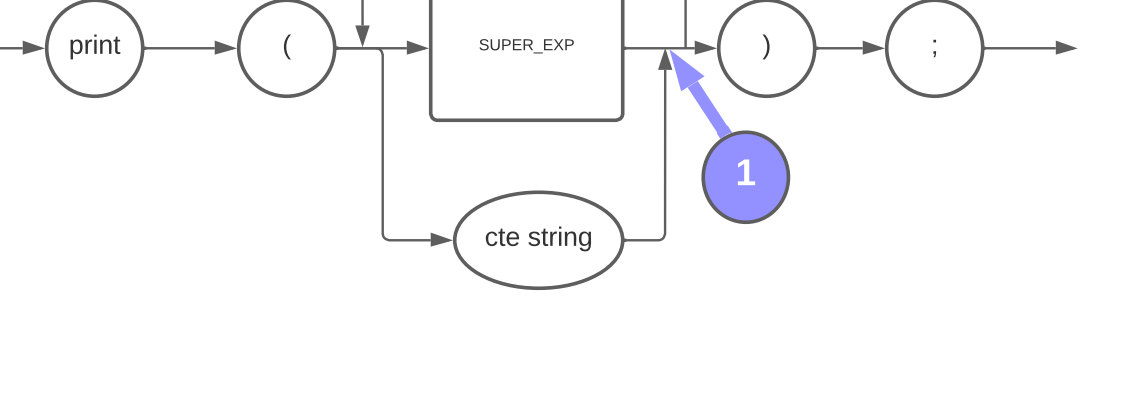 print
(
SUPER_EXP
)
;
1
cte string